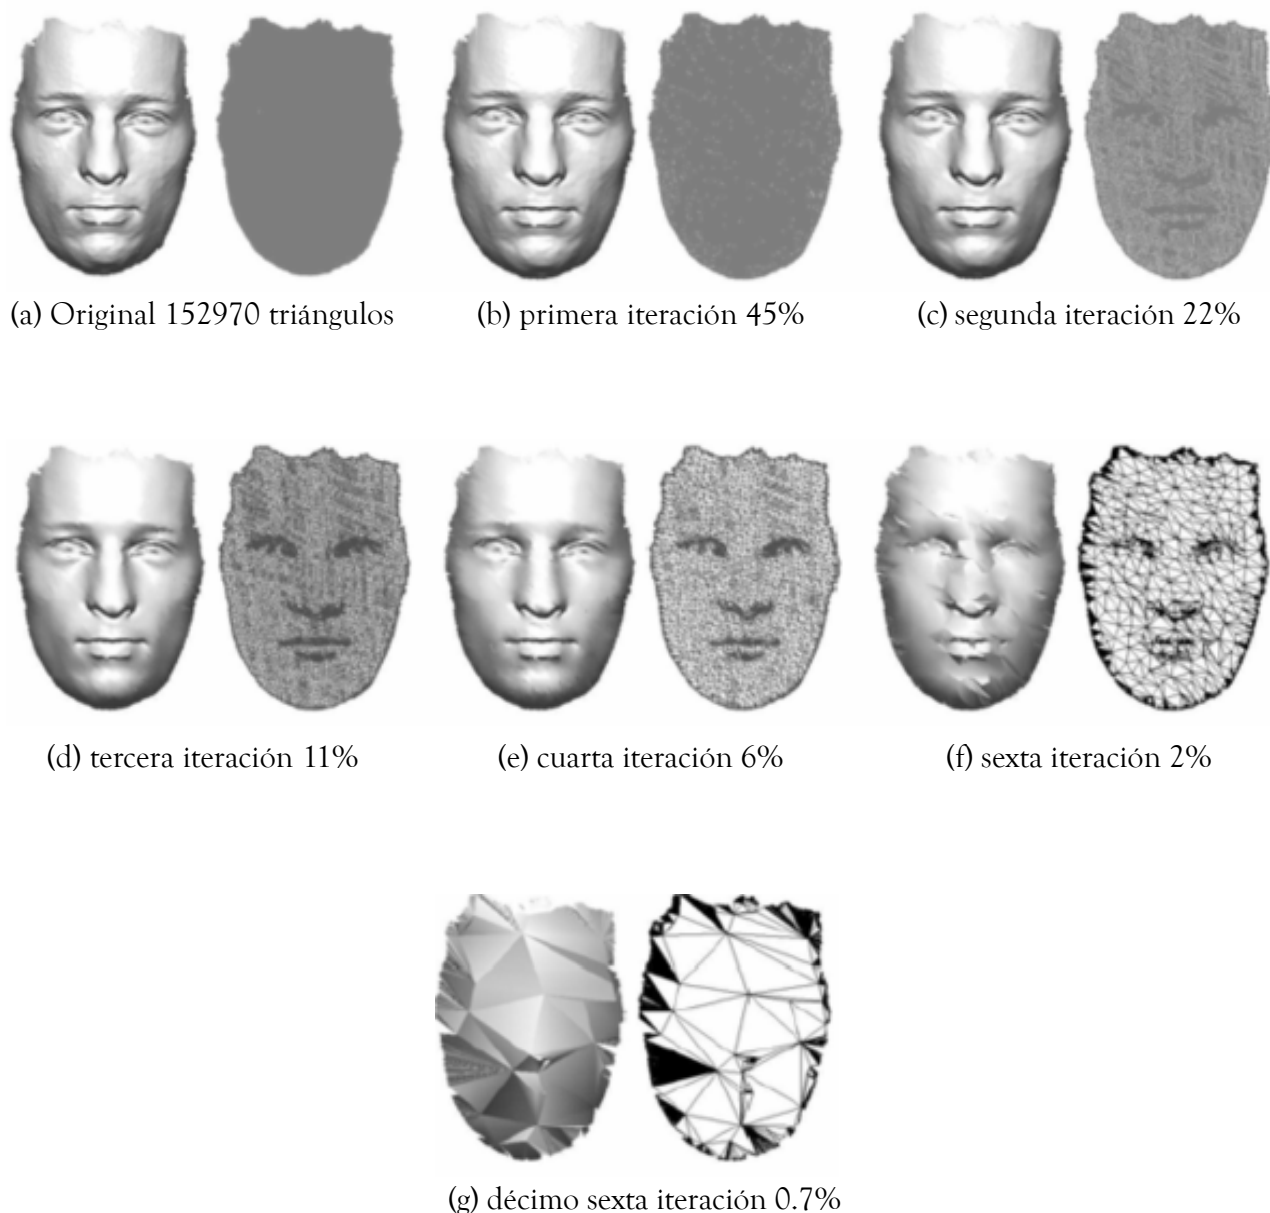 (a) Original 152970 triángulos
(b) primera iteración 45%
(c) segunda iteración 22%
(d) tercera iteración 11%
(e) cuarta iteración 6%
(f) sexta iteración 2%
(g) décimo sexta iteración 0.7%